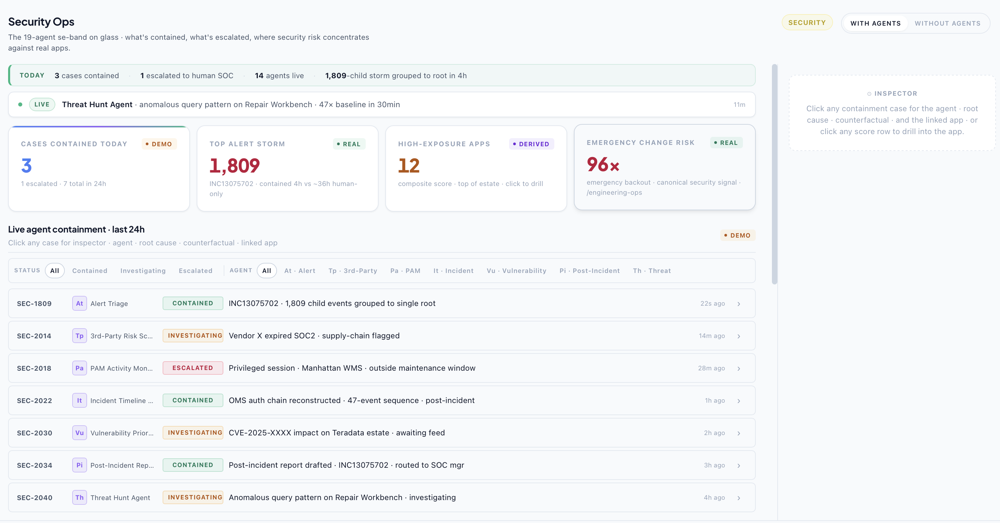 Security Ops
The 19-agent se-band on glass · what's contained, what's escalated, where security risk concentrates
against real apps.
SECURITY
WITH AGENTS WITHOUT AGENTS
TODAY 3 cases contained · 1 escalated to human SOC · 14 agents live · 1,809-child storm grouped to root in 4h
LIVE Threat Hunt Agent · anomalous query pattern on Repair Workbench · 47× baseline in 30min 11m
CASES CONTAINED TODAY • DEMO
3
1 escalated · 7 total in 24h
TOP ALERT STORM • REAL
1,809
INC13075702 · contained 4h vs ~36h human-
only
HIGH-EXPOSURE APPS • DERIVED
12
composite score · top of estate · click to drill
EMERGENCY CHANGE RISK • REAL
96×
emergency backout · canonical security signal ·
/engineering-ops
Live agent containment · last 24h
Click any case for inspector · agent · root cause · counterfactual · linked app
• DEMO
STATUS All Contained Investigating Escalated AGENT All At · Alert Tp · 3rd-Party Pa · PAM It · Incident Vu · Vulnerability Pi · Post-Incident Th · Threat
SEC-1809 At Alert Triage CONTAINED INC13075702 · 1,809 child events grouped to single root 22s ago ›
SEC-2014 Tp 3rd-Party Risk Sc... INVESTIGATING Vendor X expired SOC2 · supply-chain flagged 14m ago ›
SEC-2018 Pa PAM Activity Mon... ESCALATED Privileged session · Manhattan WMS · outside maintenance window 28m ago ›
SEC-2022 It Incident Timeline ... CONTAINED OMS auth chain reconstructed · 47-event sequence · post-incident 1h ago ›
SEC-2030 Vu Vulnerability Prior... INVESTIGATING CVE-2025-XXXX impact on Teradata estate · awaiting feed 2h ago ›
SEC-2034 Pi Post-Incident Rep... CONTAINED Post-incident report drafted · INC13075702 · routed to SOC mgr 3h ago ›
SEC-2040 Th Threat Hunt Agent INVESTIGATING Anomalous query pattern on Repair Workbench · investigating 4h ago ›
⊙ INSPECTOR
Click any containment case for the agent · root
cause · counterfactual · and the linked app · or
click any score row to drill into the app.